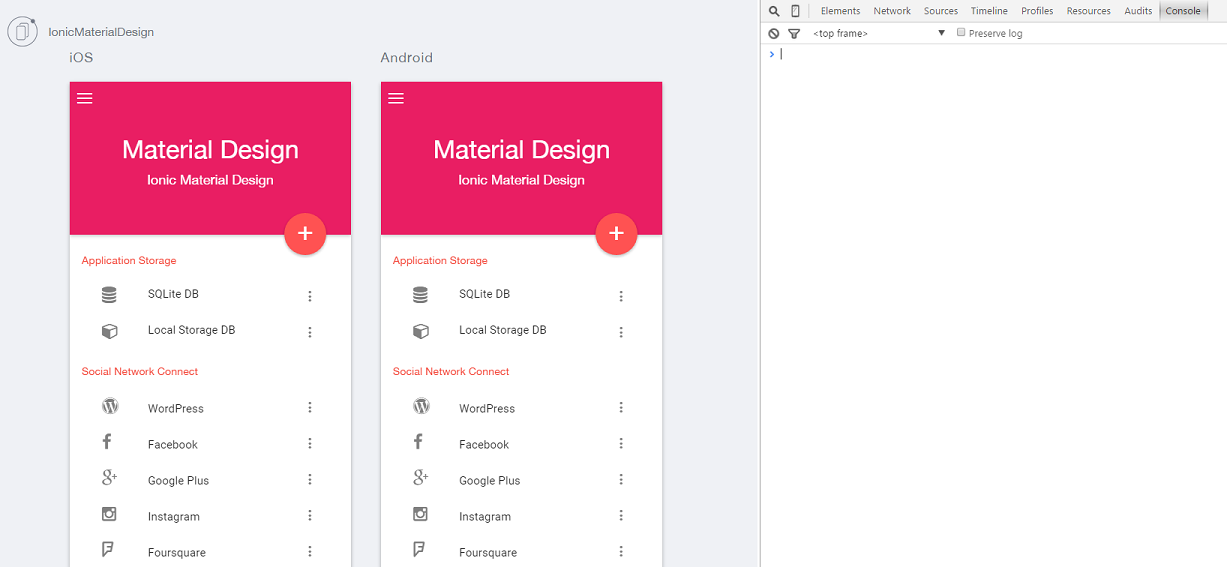 IonicMaterialDesign
iOS
Material Design
Ionic Material Design
+
Application Storage
SQLite DB
Local Storage DB
Social Network Connect
WordPress
Facebook
Google Plus
Instagram
Foursquare
Android
Material Design
Ionic Material Design
+
Application Storage
SQLite DB
Local Storage DB
Social Network Connect
WordPress
Facebook
Google Plus
Instagram
Foursquare
Elements Network Sources Timeline Profiles Resources Audits Console
<top frame> ▼ Preserve log
>